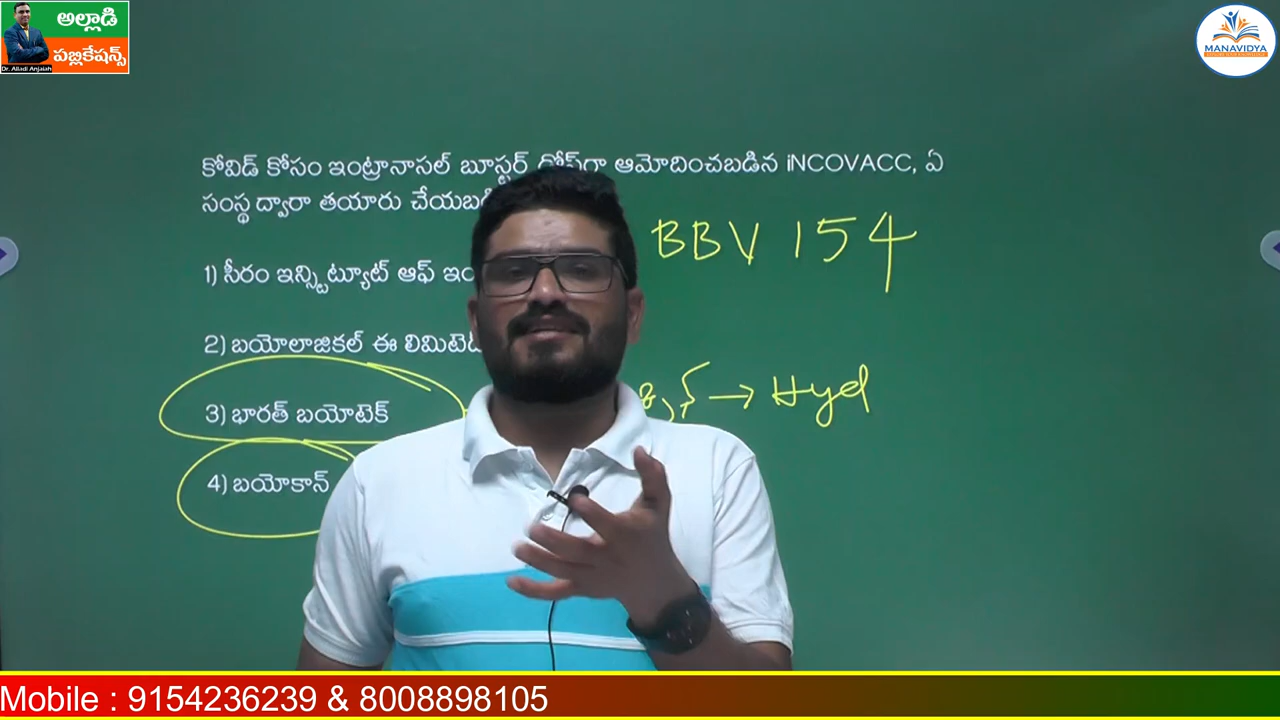 అల్లాడి
పబ్లికేషన్స్
Dr. Alladi Anjaiah
MANAVIDYA
కోవిడ్ కోసం ఇంట్రానాసల్ బూస్టర్ ఆమోదించబడిన iNCOVACC, ఏ
సంస్థ ద్వారా తయారు
BBV 154
1) సీరం ఇన్స్టిట్యూట్ ఆఫ్
2) బయోలాజికల్ ఈ లిమిటెడ్
3) భారత్ బయోటెక్
→ Hyd
4) బయోకాన్
Mobile : 9154236239 & 8008898105